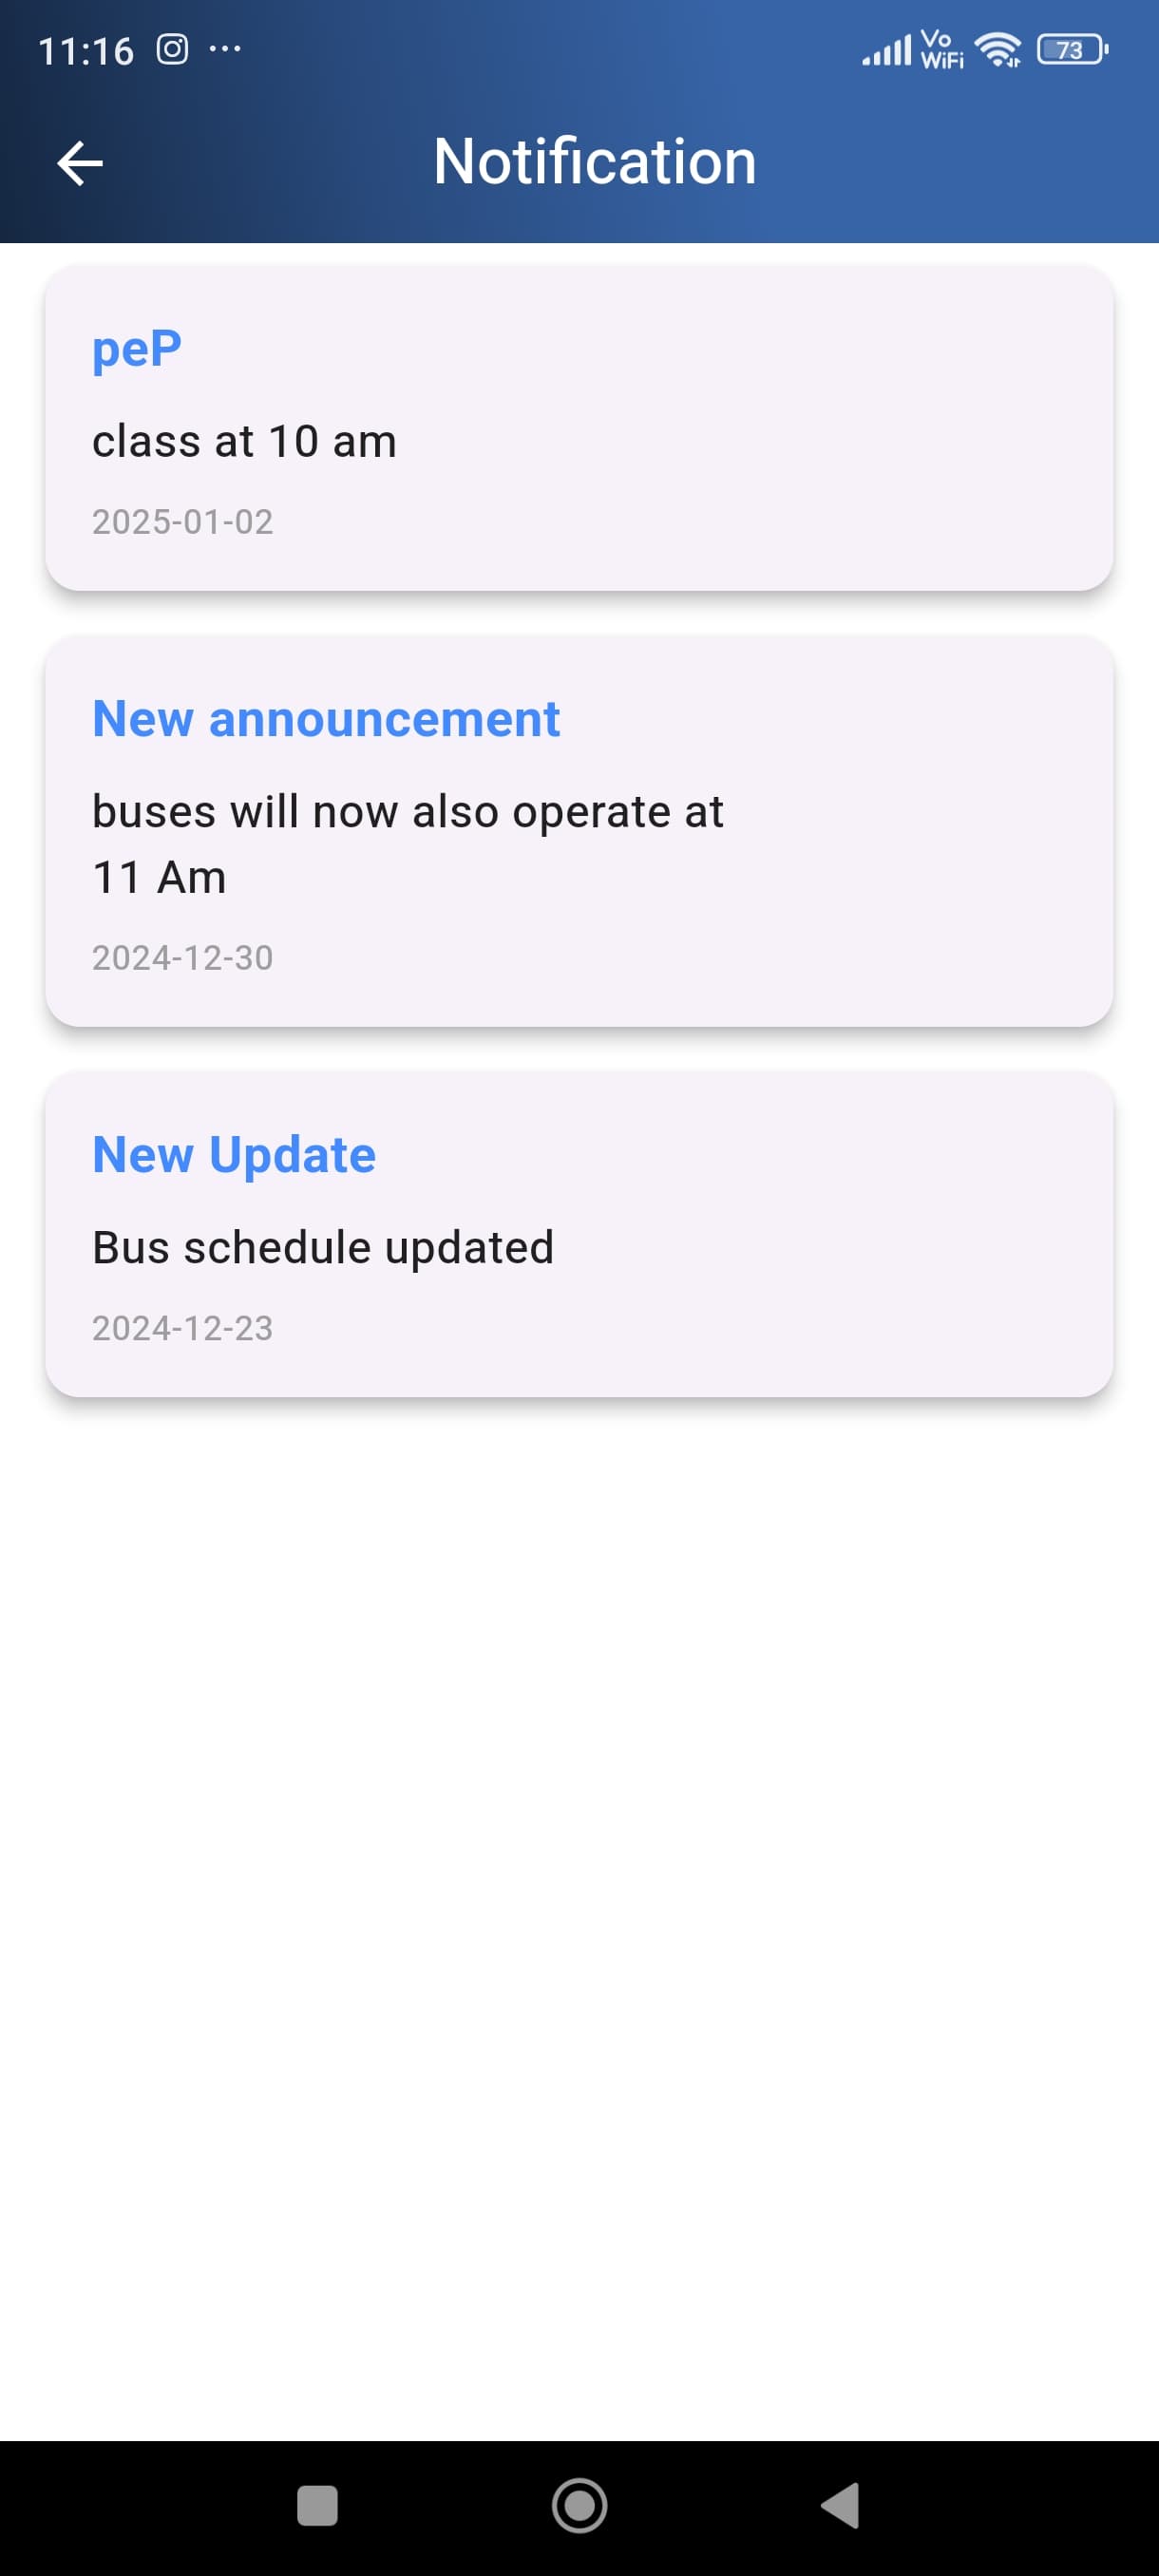 11:16
Vo
WiFi
73
Notification
peP
class at 10 am
2025-01-02
New announcement
buses will now also operate at
11 Am
2024-12-30
New Update
Bus schedule updated
2024-12-23